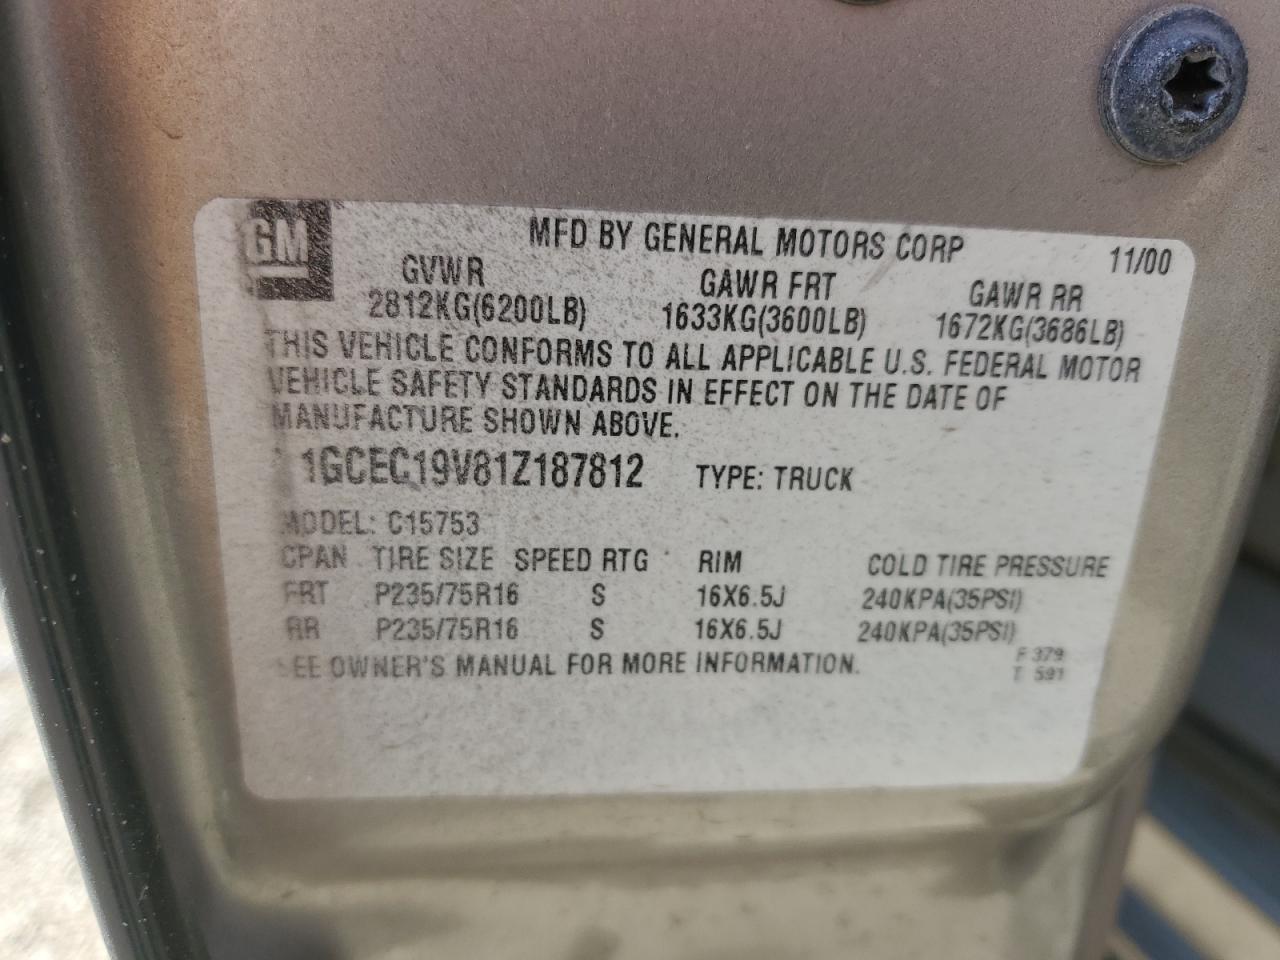 GM
MFD BY GENERAL MOTORS CORP 11/00
GVWR GAWR FRT GAWR RR
2812KG(6200LB) 1633KG(3600LB) 1672KG(3686LB)
THIS VEHICLE CONFORMS TO ALL APPLICABLE U.S. FEDERAL MOTOR
VEHICLE SAFETY STANDARDS IN EFFECT ON THE DATE OF
MANUFACTURE SHOWN ABOVE.
1GCEC19V81Z187812 TYPE: TRUCK
MODEL: C15753
CPAN TIRE SIZE SPEED RTG RIM COLD TIRE PRESSURE
FRT P235/75R16 S 16X6.5J 240KPA(35PSI)
RR P235/75R16 S 16X6.5J 240KPA(35PSI)
SEE OWNER'S MANUAL FOR MORE INFORMATION.
F 379
T 591